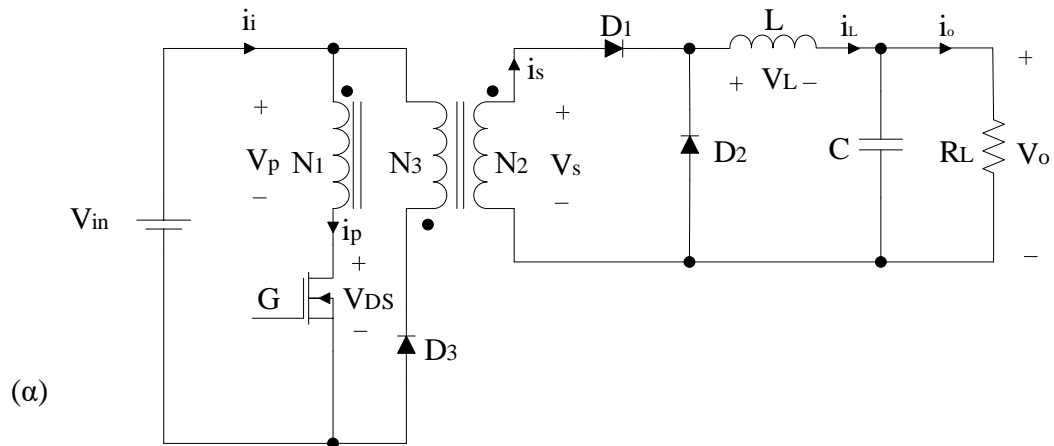 ii
D1
L
iL
io
is
+ VL –
+
+
+
Vp
N1
N3
N2
Vs
D2
C
RL
Vo
–
–
Vin
ip
+
G
VDS
–
–
D3
(α)